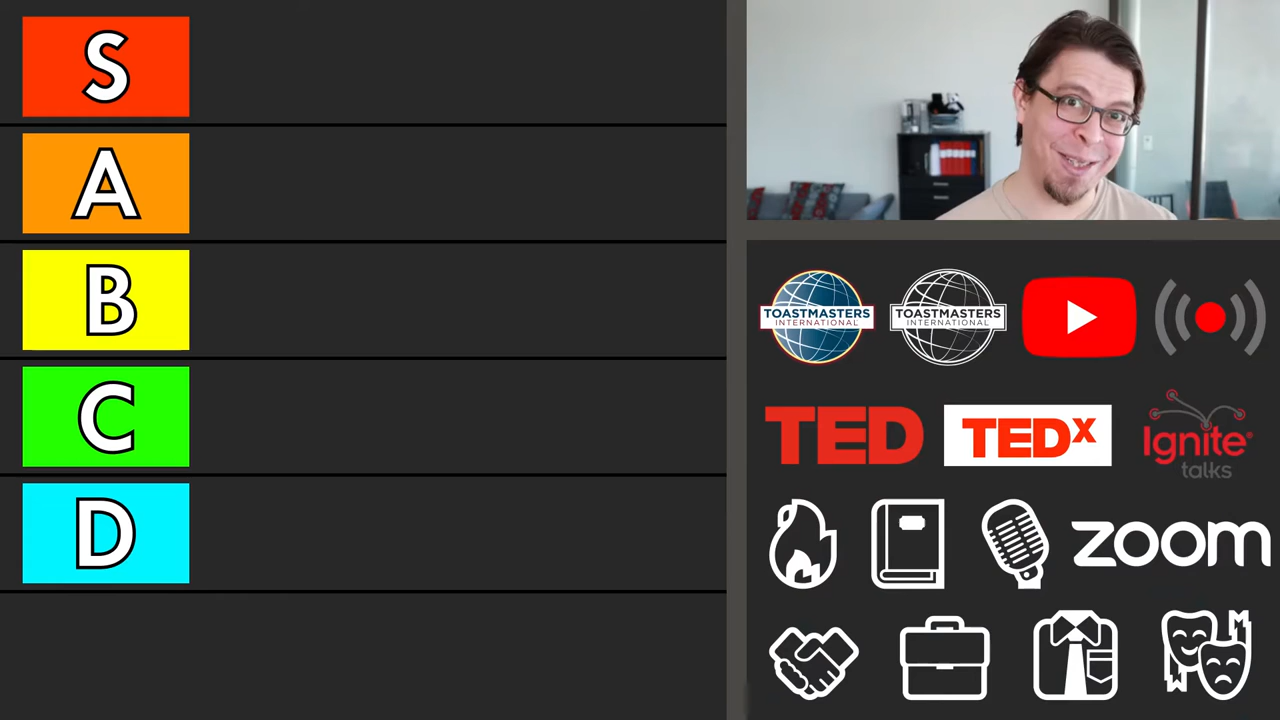 S
A
B
C
D
TOASTMASTERS
INTERNATIONAL
TOASTMASTERS
INTERNATIONAL
TED
TEDx
Ignite®
talks
zoom
M